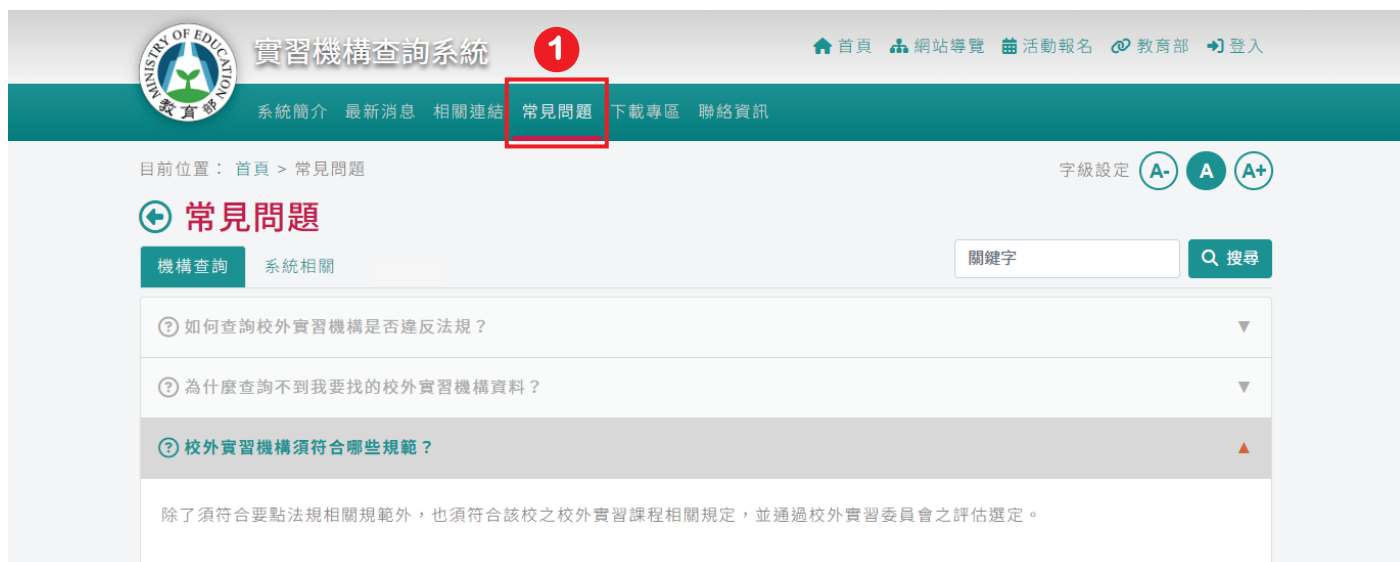 MINISTRY OF EDUCATION
教育部
實習機構查詢系統
1
首頁 網站導覽 活動報名 教育部 登入
系統簡介 最新消息 相關連結 常見問題 下載專區 聯絡資訊
目前位置： 首頁 > 常見問題
字級設定 A- A A+
常見問題
機構查詢 系統相關
關鍵字 搜尋
如何查詢校外實習機構是否違反法規？
為什麼查詢不到我要找的校外實習機構資料？
校外實習機構須符合哪些規範？
除了須符合要點法規相關規範外，也須符合該校之校外實習課程相關規定，並通過校外實習委員會之評估選定。